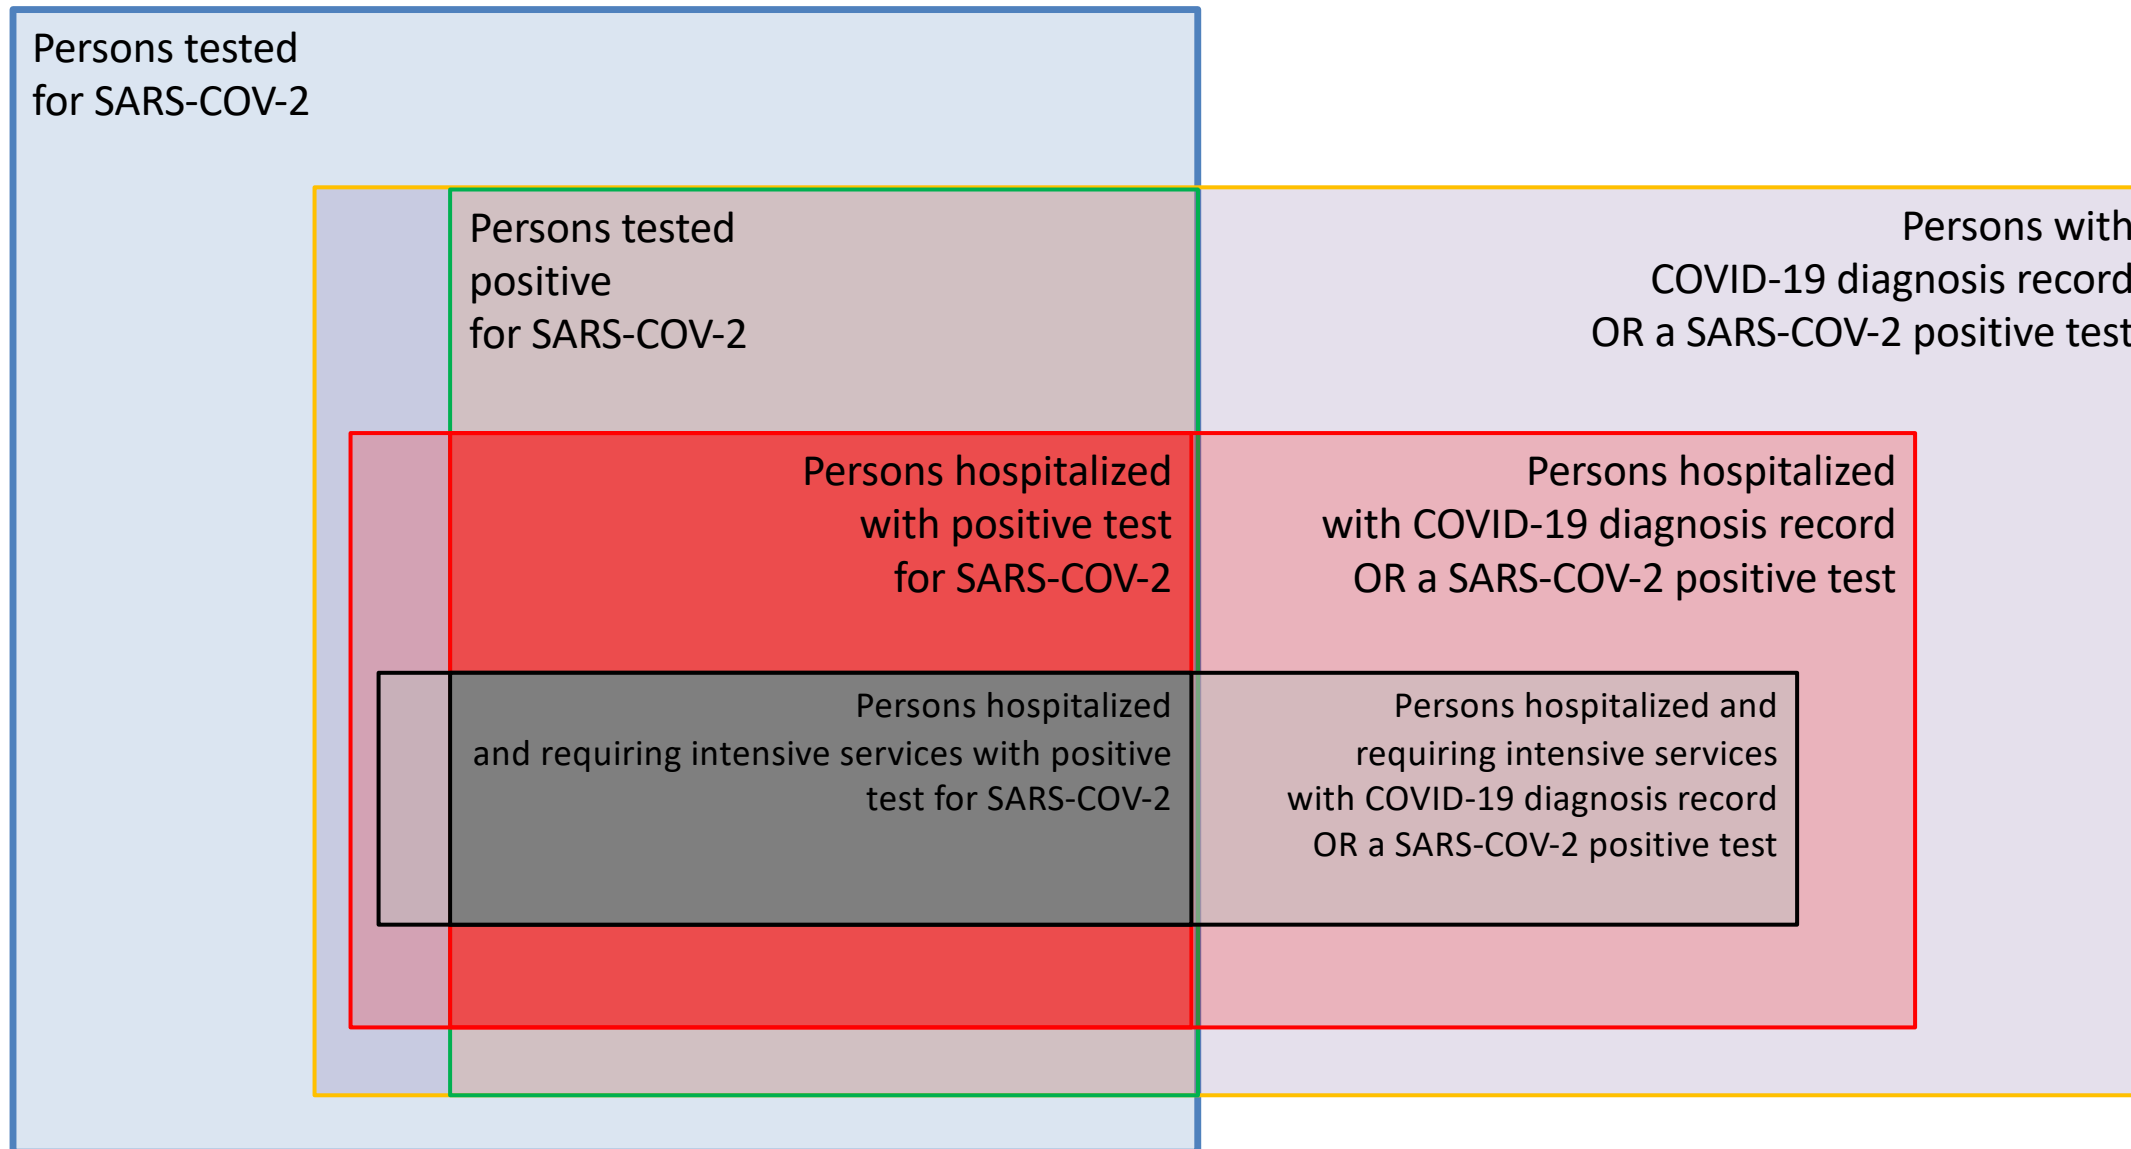 Persons tested
for SARS-COV-2
Persons tested
positive
for SARS-COV-2
Persons with
COVID-19 diagnosis record
OR a SARS-COV-2 positive test
Persons hospitalized
with positive test
for SARS-COV-2
Persons hospitalized
with COVID-19 diagnosis record
OR a SARS-COV-2 positive test
Persons hospitalized
and requiring intensive services with positive
test for SARS-COV-2
Persons hospitalized and
requiring intensive services
with COVID-19 diagnosis record
OR a SARS-COV-2 positive test